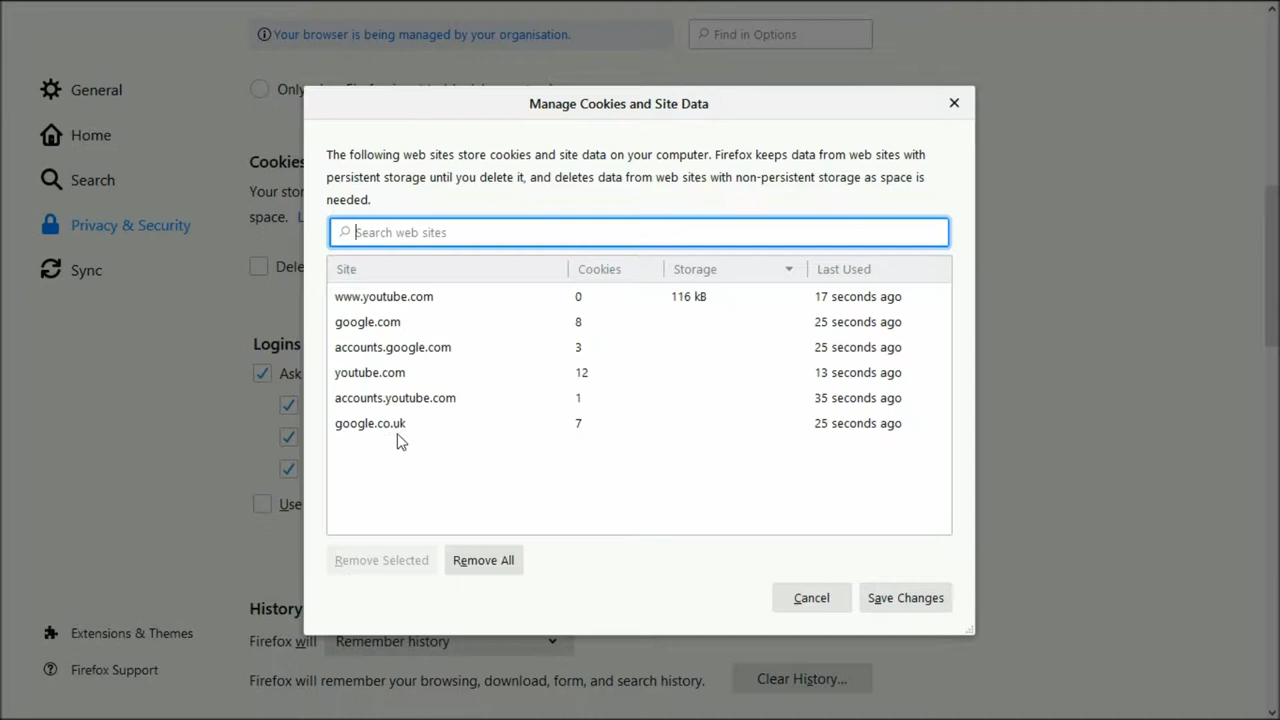 Your browser is being managed by your organisation.
Find in Options
General
Home
Search
Privacy & Security
Sync
Extensions & Themes
Firefox Support
Cookies
Your
space.
Logins
Ask
Use
Manage Cookies and Site Data
The following web sites store cookies and site data on your computer. Firefox keeps data from web sites with
persistent storage until you delete it, and deletes data from web sites with non-persistent storage as space is
needed.
Search web sites
Site Cookies Storage Last Used
www.youtube.com 0 116 kB 17 seconds ago
google.com 8 25 seconds ago
accounts.google.com 3 25 seconds ago
youtube.com 12 13 seconds ago
accounts.youtube.com 1 35 seconds ago
google.co.uk 7 25 seconds ago
Remove Selected Remove All
Cancel Save Changes
History
Firefox will Remember history
Firefox will remember your browsing, download, form, and search history.
Clear History...